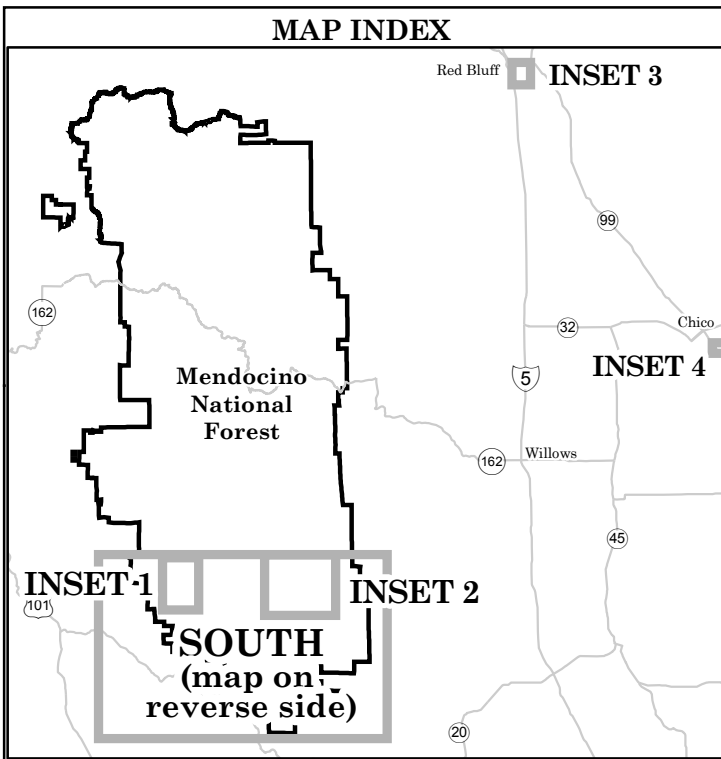 MAP INDEX
Red Bluff
INSET 3
99
162
32
Chico
5
INSET 4
Mendocino
National
Forest
162
Willows
45
INSET 1
INSET 2
101
SOUTH
(map on
reverse side)
20